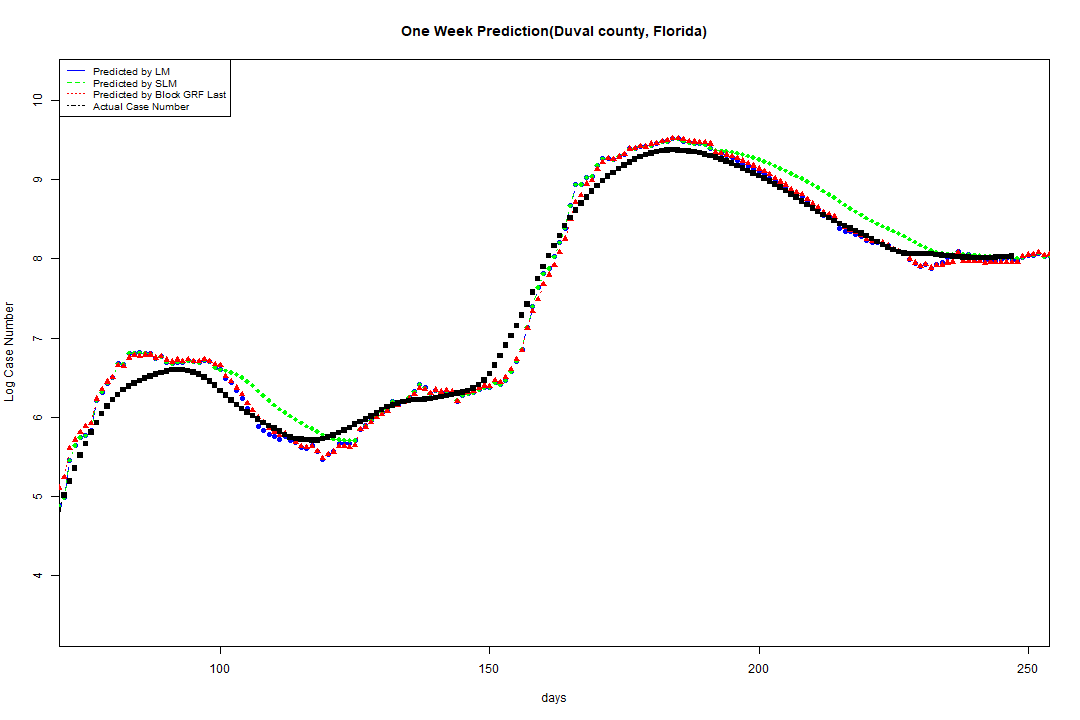 One Week Prediction(Duval county, Florida)
Predicted by LM
Predicted by SLM
Predicted by Block GRF Last
Actual Case Number
10
9
8
7
6
5
4
Log Case Number
100 150 200 250
days